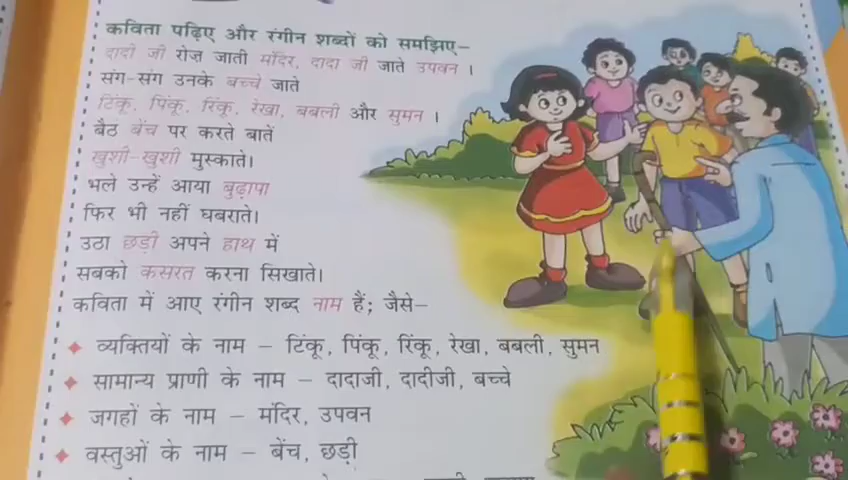 कविता पढ़िए और रंगीन शब्दों को समझिए–
दादी जी रोज़ जाती मंदिर, दादा जी जाते उपवन ।
संग-संग उनके बच्चे जाते
टिंकू, पिंकू, रिंकू, रेखा, बबली और सुमन ।
बैठ बेंच पर करते बातें
खुशी-खुशी मुस्काते।
भले उन्हें आया बुढ़ापा
फिर भी नहीं घबराते।
उठा छड़ी अपने हाथ में
सबको कसरत करना सिखाते।
कविता में आए रंगीन शब्द नाम हैं; जैसे–
व्यक्तियों के नाम – टिंकू, पिंकू, रिंकू, रेखा, बबली, सुमन
सामान्य प्राणी के नाम – दादाजी, दादीजी, बच्चे
जगहों के नाम – मंदिर, उपवन
वस्तुओं के नाम – बेंच, छड़ी